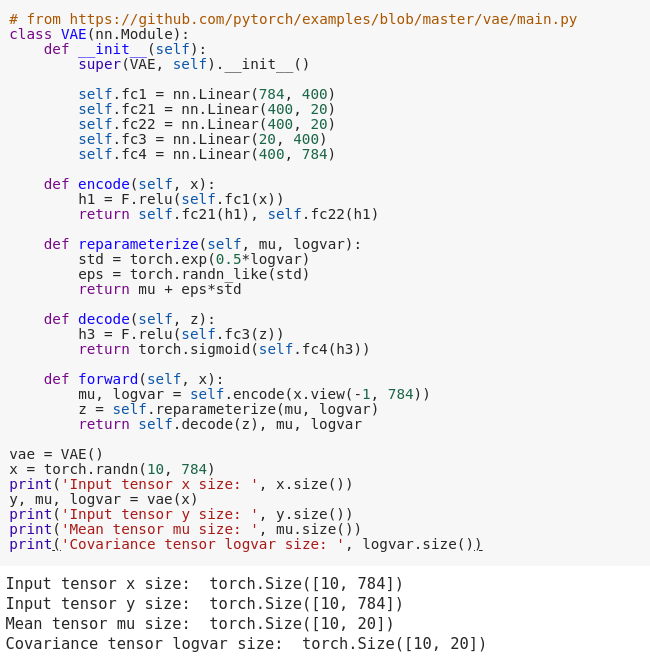 # from https://github.com/pytorch/examples/blob/master/vae/main.py
class VAE(nn.Module):
    def __init__(self):
        super(VAE, self).__init__()

        self.fc1 = nn.Linear(784, 400)
        self.fc21 = nn.Linear(400, 20)
        self.fc22 = nn.Linear(400, 20)
        self.fc3 = nn.Linear(20, 400)
        self.fc4 = nn.Linear(400, 784)

    def encode(self, x):
        h1 = F.relu(self.fc1(x))
        return self.fc21(h1), self.fc22(h1)

    def reparameterize(self, mu, logvar):
        std = torch.exp(0.5*logvar)
        eps = torch.randn_like(std)
        return mu + eps*std

    def decode(self, z):
        h3 = F.relu(self.fc3(z))
        return torch.sigmoid(self.fc4(h3))

    def forward(self, x):
        mu, logvar = self.encode(x.view(-1, 784))
        z = self.reparameterize(mu, logvar)
        return self.decode(z), mu, logvar

vae = VAE()
x = torch.randn(10, 784)
print('Input tensor x size: ', x.size())
y, mu, logvar = vae(x)
print('Input tensor y size: ', y.size())
print('Mean tensor mu size: ', mu.size())
print('Covariance tensor logvar size: ', logvar.size())
Input tensor x size:  torch.Size([10, 784])
Input tensor y size:  torch.Size([10, 784])
Mean tensor mu size:  torch.Size([10, 20])
Covariance tensor logvar size:  torch.Size([10, 20])